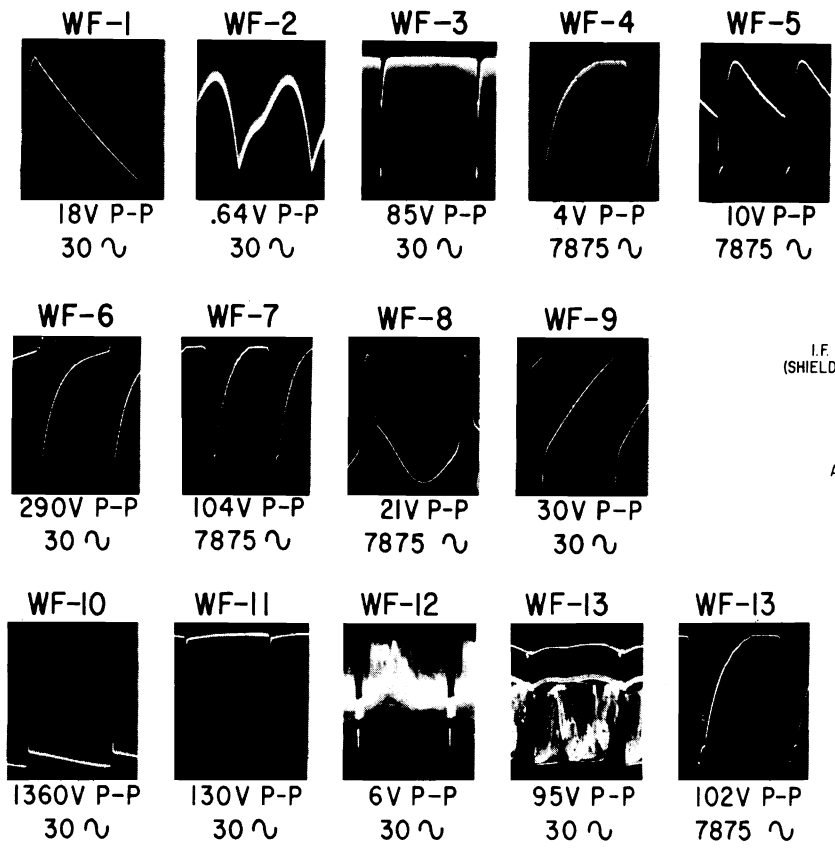 WF-1 WF-2 WF-3 WF-4 WF-5
18V P-P .64V P-P 85V P-P 4V P-P 10V P-P
30 ∿ 30 ∿ 30 ∿ 7875 ∿ 7875 ∿
WF-6 WF-7 WF-8 WF-9
I.F.
(SHIELD
A
290V P-P 104V P-P 21V P-P 30V P-P
30 ∿ 7875 ∿ 7875 ∿ 30 ∿
WF-10 WF-11 WF-12 WF-13 WF-13
1360V P-P 130V P-P 6V P-P 95V P-P 102V P-P
30 ∿ 30 ∿ 30 ∿ 30 ∿ 7875 ∿